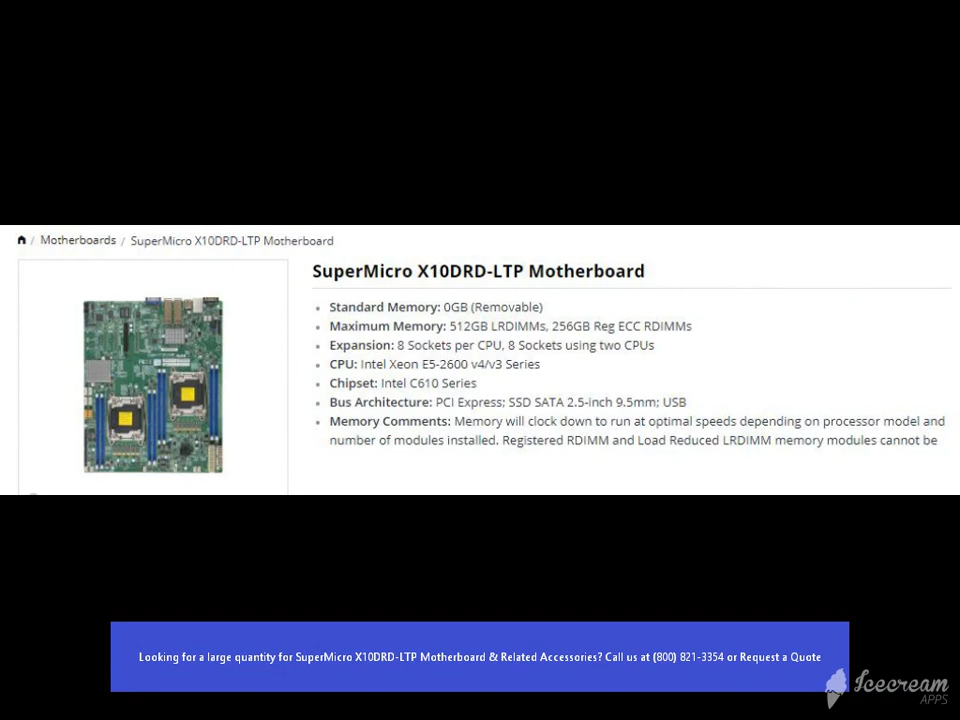 / Motherboards / SuperMicro X10DRD-LTP Motherboard
SuperMicro X10DRD-LTP Motherboard
Standard Memory: 0GB (Removable)
Maximum Memory: 512GB LRDIMMs, 256GB Reg ECC RDIMMs
Expansion: 8 Sockets per CPU, 8 Sockets using two CPUs
CPU: Intel Xeon E5-2600 v4/v3 Series
Chipset: Intel C610 Series
Bus Architecture: PCI Express; SSD SATA 2.5-inch 9.5mm; USB
Memory Comments: Memory will clock down to run at optimal speeds depending on processor model and
number of modules installed. Registered RDIMM and Load Reduced LRDIMM memory modules cannot be
Looking for a large quantity for SuperMicro X10DRD-LTP Motherboard & Related Accessories? Call us at (800) 821-3354 or Request a Quote
Icecream
APPS